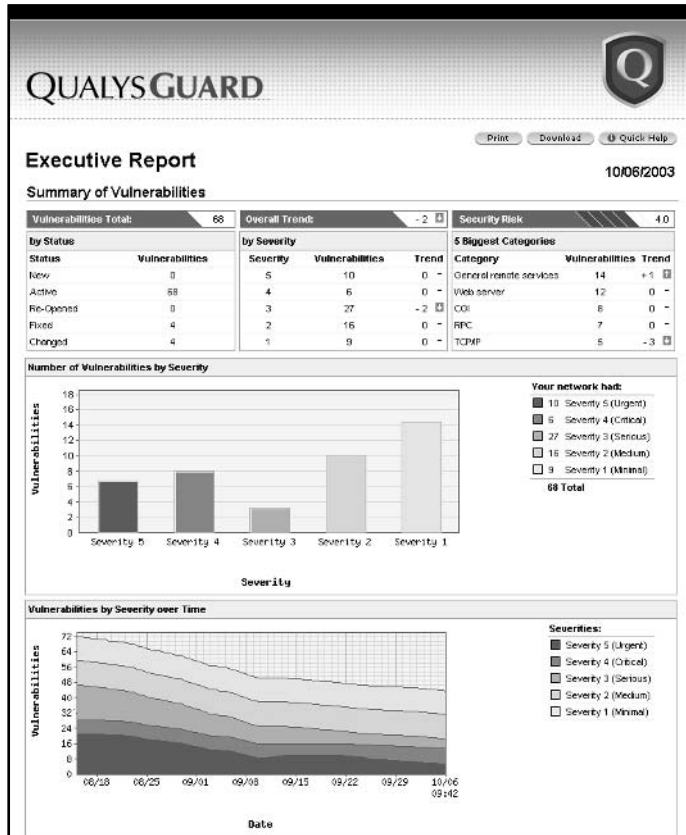 QUALYSGUARD
Q
Print Download Quick Help
Executive Report
10/06/2003
Summary of Vulnerabilities
Vulnerabilities Total: 68 Overall Trend: - 2 Security Risk 4.0
by Status by Severity 5 Biggest Categories
Status Vulnerabilities Severity Vulnerabilities Trend Category Vulnerabilities Trend
New 0 5 10 0 - General remote services 14 + 1
Active 68 4 6 0 - Web server 12 0 -
Re-Opened 0 3 27 - 2 CGI 8 0 -
Fixed 4 2 16 0 - RPC 7 0 -
Changed 4 1 9 0 - TCP/IP 5 - 3
Number of Vulnerabilities by Severity
Your network had:
10 Severity 5 (Urgent)
6 Severity 4 (Critical)
27 Severity 3 (Serious)
16 Severity 2 (Medium)
9 Severity 1 (Minimal)
68 Total
Vulnerabilities
18
16
14
12
10
8
6
4
2
0
Severity 5 Severity 4 Severity 3 Severity 2 Severity 1
Severity
Vulnerabilities by Severity over Time
Severities:
Severity 5 (Urgent)
Severity 4 (Critical)
Severity 3 (Serious)
Severity 2 (Medium)
Severity 1 (Minimal)
Vulnerabilities
72
64
56
48
40
32
24
16
8
0
08/18 08/25 09/01 09/08 09/15 09/22 09/29 10/06
09:42
Date